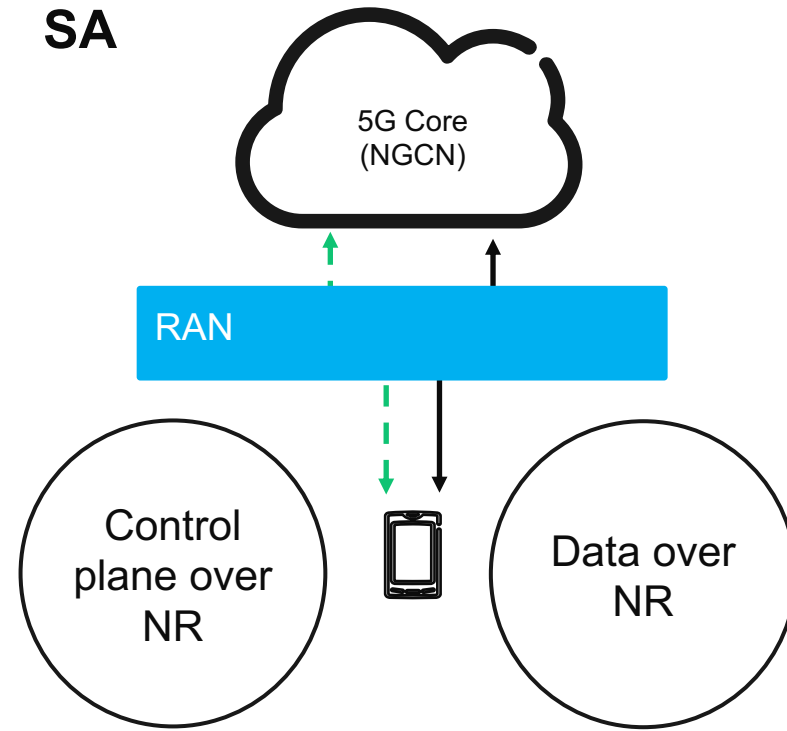 SA
5G Core
(NGCN)
RAN
Control
plane over
NR
Data over
NR